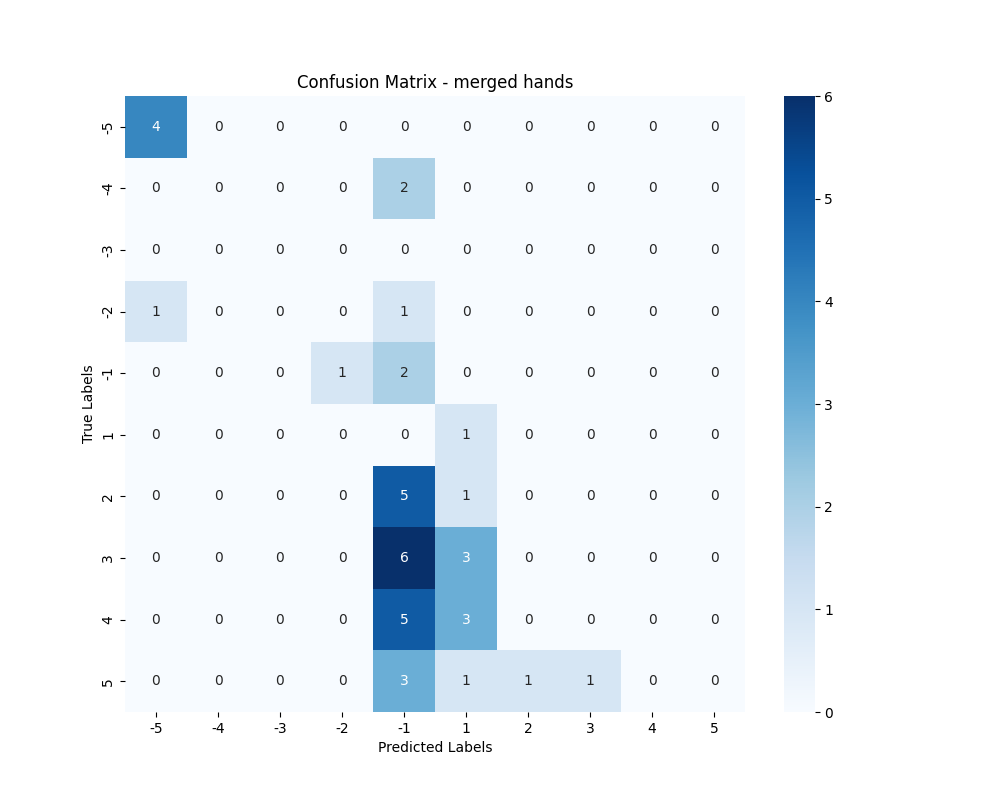 Confusion Matrix - merged hands
-5 4 0 0 0 0 0 0 0 0 0
-4 0 0 0 0 2 0 0 0 0 0
-3 0 0 0 0 0 0 0 0 0 0
-2 1 0 0 0 1 0 0 0 0 0
-1 0 0 0 1 2 0 0 0 0 0
1 0 0 0 0 0 1 0 0 0 0
2 0 0 0 0 5 1 0 0 0 0
3 0 0 0 0 6 3 0 0 0 0
4 0 0 0 0 5 3 0 0 0 0
5 0 0 0 0 3 1 1 1 0 0
-5 -4 -3 -2 -1 1 2 3 4 5
Predicted Labels
True Labels
6
5
4
3
2
1
0